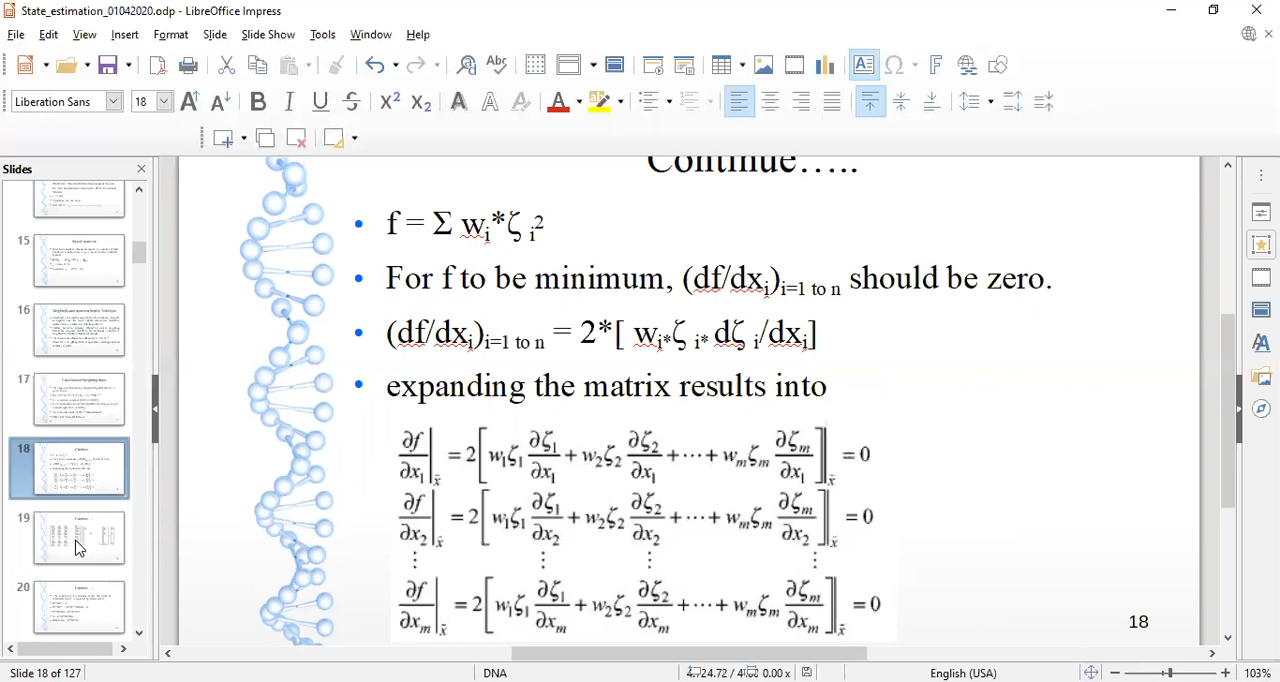 State_estimation_01042020.odp - LibreOffice Impress
File Edit View Insert Format Slide Slide Show Tools Window Help
Liberation Sans 18
Slides
15
16
17
18
19
20
Continue…..
• f = Σ wᵢ*ζ ᵢ²
• For f to be minimum, (df/dxᵢ)ᵢ₌₁ ₜₒ ₙ should be zero.
• (df/dxᵢ)ᵢ₌₁ ₜₒ ₙ = 2*[ wᵢ*ζ ᵢ* dζ ᵢ/dxᵢ]
• expanding the matrix results into
∂f/∂x₁|x̃ = 2[w₁ζ₁ ∂ζ₁/∂x₁ + w₂ζ₂ ∂ζ₂/∂x₁ + ··· + wₘζₘ ∂ζₘ/∂x₁]|x̃ = 0
∂f/∂x₂|x̃ = 2[w₁ζ₁ ∂ζ₁/∂x₂ + w₂ζ₂ ∂ζ₂/∂x₂ + ··· + wₘζₘ ∂ζₘ/∂x₂]|x̃ = 0
⋮ ⋮ ⋮ ⋮
∂f/∂xₘ|x̃ = 2[w₁ζ₁ ∂ζ₁/∂xₘ + w₂ζ₂ ∂ζ₂/∂xₘ + ··· + wₘζₘ ∂ζₘ/∂xₘ]|x̃ = 0
18
Slide 18 of 127 DNA 0.00 x English (USA) 103%